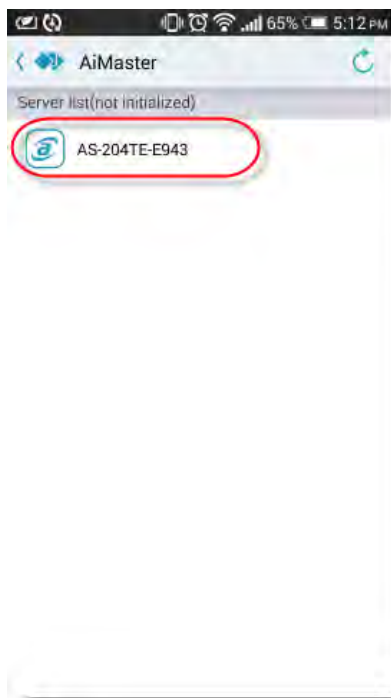 65% 5:12 PM
AiMaster
Server list(not initialized)
AS-204TE-E943